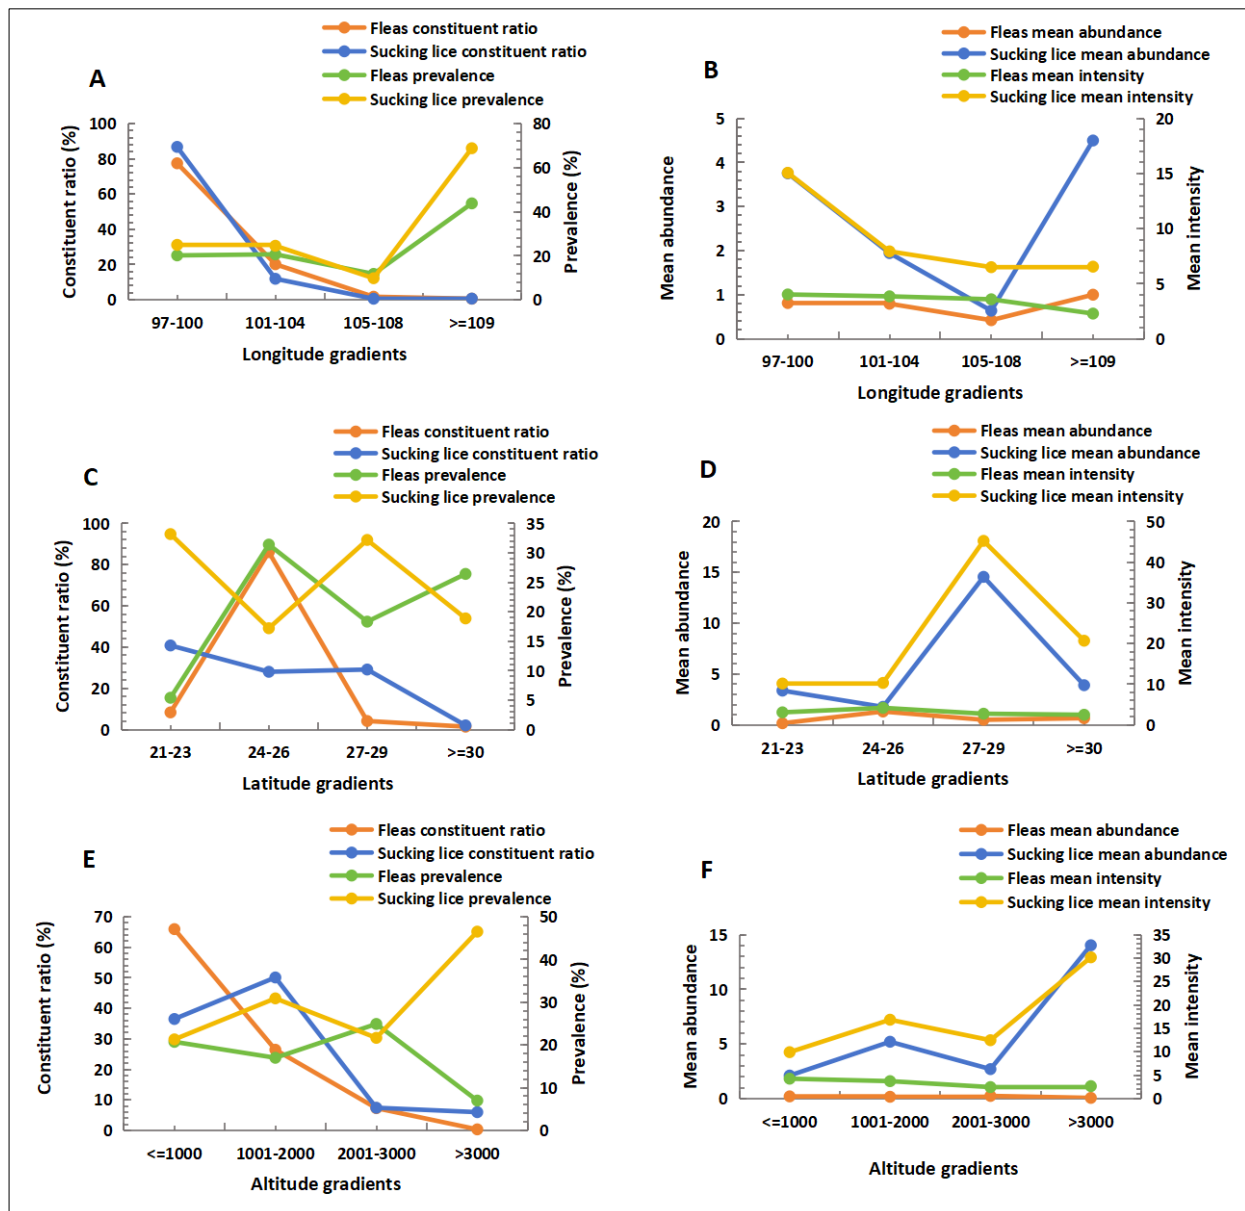 A
Fleas constituent ratio
Sucking lice constituent ratio
Fleas prevalence
Sucking lice prevalence
Constituent ratio (%)
100
80
60
40
20
0
Prevalence (%)
80
60
40
20
0
97-100 101-104 105-108 >=109
Longitude gradients
B
Fleas mean abundance
Sucking lice mean abundance
Fleas mean intensity
Sucking lice mean intensity
Mean abundance
5
4
3
2
1
0
Mean intensity
20
15
10
5
0
97-100 101-104 105-108 >=109
Longitude gradients
C
Fleas constituent ratio
Sucking lice constituent ratio
Fleas prevalence
Sucking lice prevalence
Constituent ratio (%)
100
80
60
40
20
0
Prevalence (%)
35
30
25
20
15
10
5
0
21-23 24-26 27-29 >=30
Latitude gradients
D
Fleas mean abundance
Sucking lice mean abundance
Fleas mean intensity
Sucking lice mean intensity
Mean abundance
20
15
10
5
0
Mean intensity
50
40
30
20
10
0
21-23 24-26 27-29 >=30
Latitude gradients
E
Fleas constituent ratio
Sucking lice constituent ratio
Fleas prevalence
Sucking lice prevalence
Constituent ratio (%)
70
60
50
40
30
20
10
0
Prevalence (%)
50
40
30
20
10
0
<=1000 1001-2000 2001-3000 >3000
Altitude gradients
F
Fleas mean abundance
Sucking lice mean abundance
Fleas mean intensity
Sucking lice mean intensity
Mean abundance
15
10
5
0
Mean intensity
35
30
25
20
15
10
5
0
<=1000 1001-2000 2001-3000 >3000
Altitude gradients